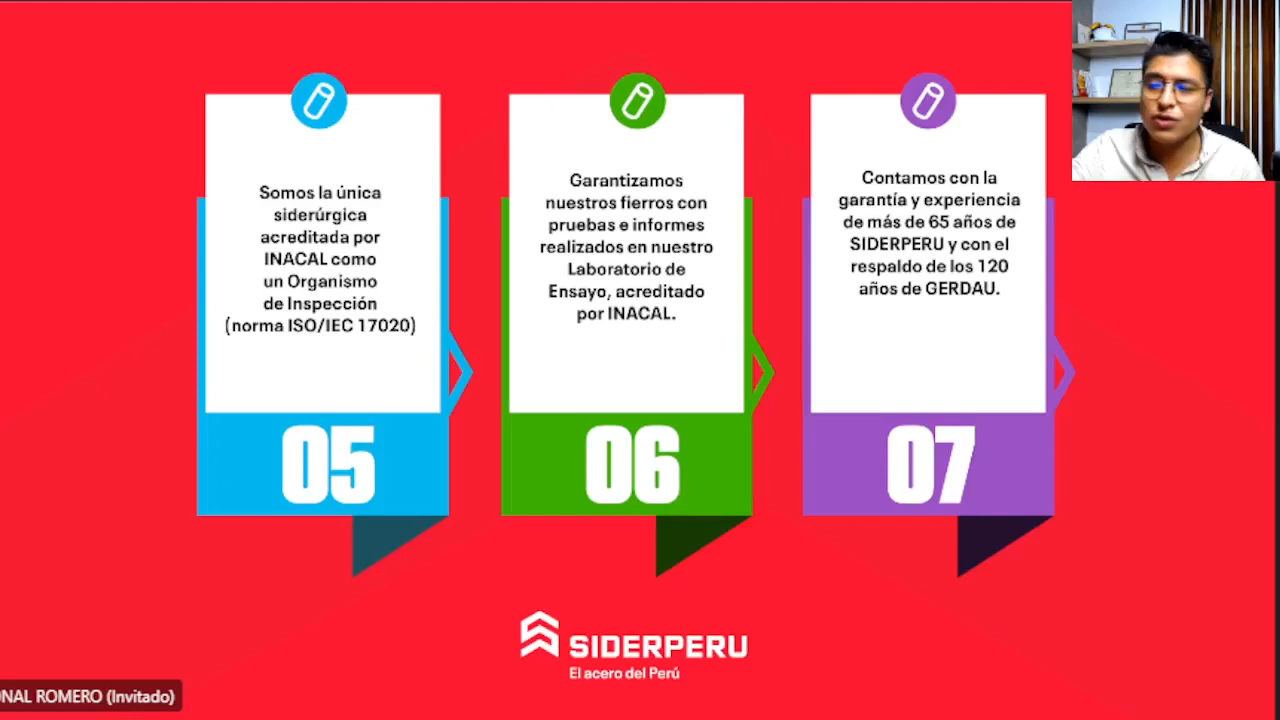 Somos la única
siderúrgica
acreditada por
INACAL como
un Organismo
de Inspección
(norma ISO/IEC 17020)
05
Garantizamos
nuestros fierros con
pruebas e informes
realizados en nuestro
Laboratorio de
Ensayo, acreditado
por INACAL.
06
Contamos con la
garantía y experiencia
de más de 65 años de
SIDERPERU y con el
respaldo de los 120
años de GERDAU.
07
SIDERPERU
El acero del Perú
ROMERO (Invitado)